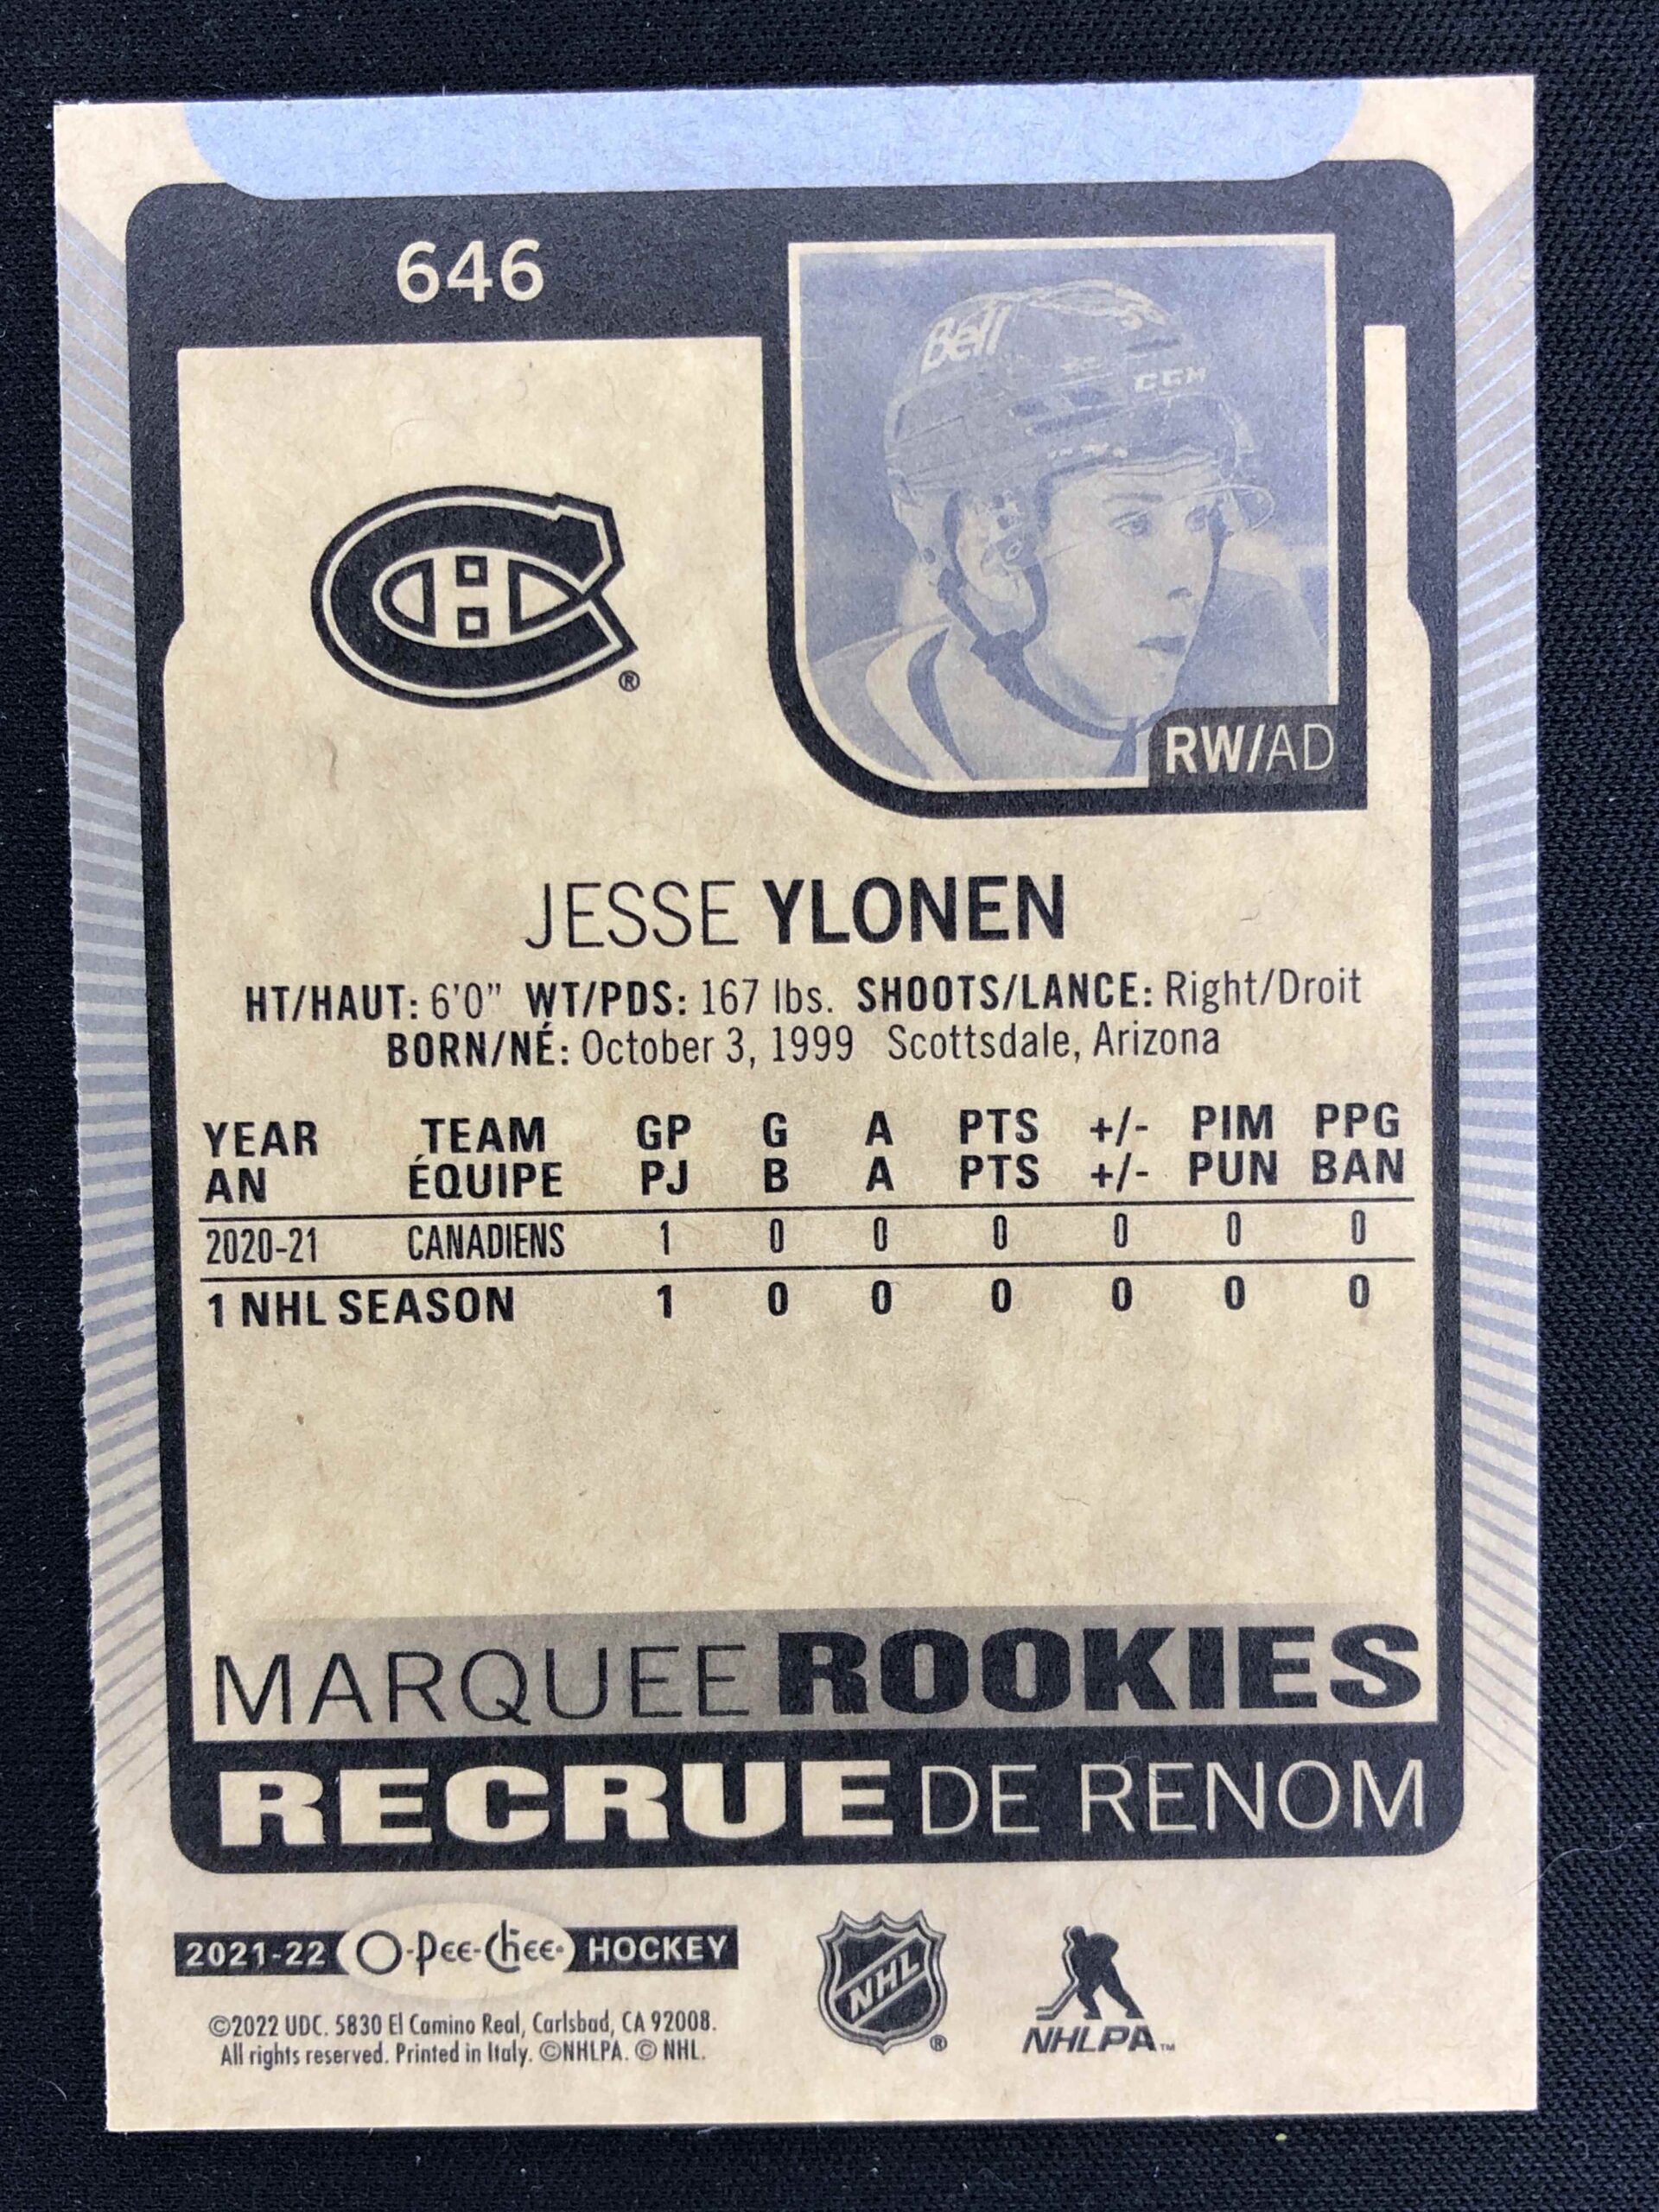 646
Bell
CCM
RW/AD
®
JESSE YLONEN
HT/HAUT: 6'0" WT/PDS: 167 lbs. SHOOTS/LANCE: Right/Droit
BORN/NÉ: October 3, 1999 Scottsdale, Arizona
YEAR TEAM GP G A PTS +/- PIM PPG
AN ÉQUIPE PJ B A PTS +/- PUN BAN
2020-21 CANADIENS 1 0 0 0 0 0 0
1 NHL SEASON 1 0 0 0 0 0 0
MARQUEE ROOKIES
RECRUE DE RENOM
2021-22 O-Pee-Chee HOCKEY
NHL ®
NHLPA™
©2022 UDC. 5830 El Camino Real, Carlsbad, CA 92008.
All rights reserved. Printed in Italy. ©NHLPA. © NHL.